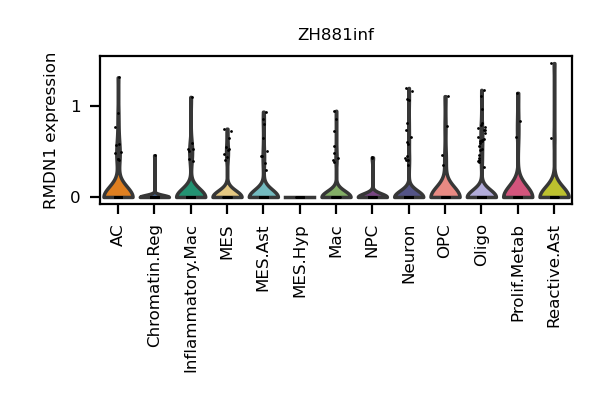 ZH881inf
RMDN1 expression
1
0
AC
Chromatin.Reg
Inflammatory.Mac
MES
MES.Ast
MES.Hyp
Mac
NPC
Neuron
OPC
Oligo
Prolif.Metab
Reactive.Ast